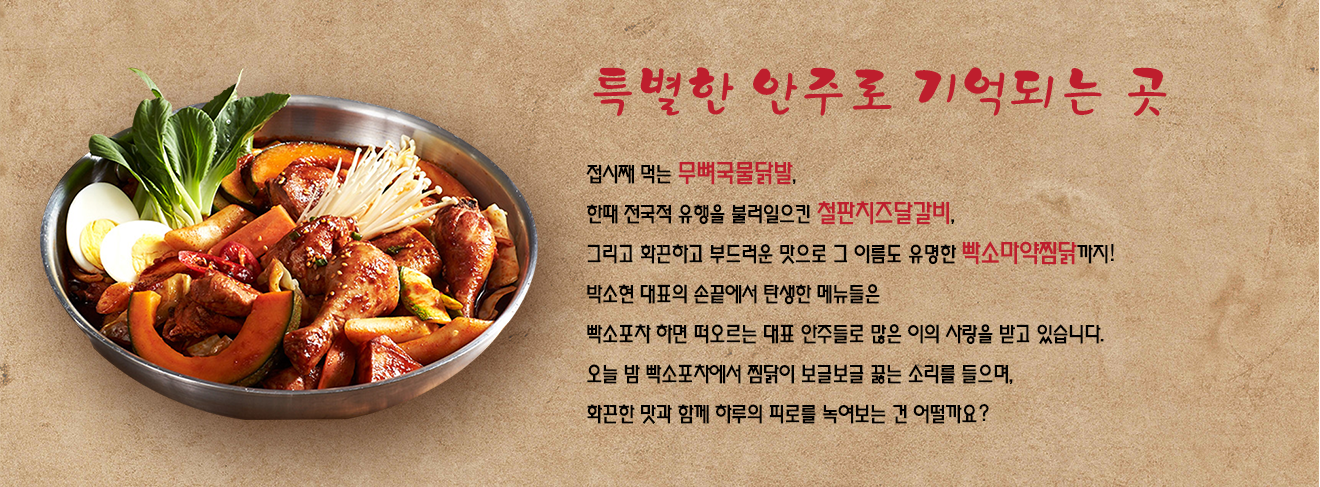 특별한 안주로 기억되는 곳
접시째 먹는 무뼈국물닭발,
한때 전국적 유행을 불러일으킨 철판치즈달갈비,
그리고 화끈하고 부드러운 맛으로 그 이름도 유명한 빡소마약찜닭까지!
박소현 대표의 손끝에서 탄생한 메뉴들은
빡소포차 하면 떠오르는 대표 안주들로 많은 이의 사랑을 받고 있습니다.
오늘 밤 빡소포차에서 찜닭이 보글보글 끓는 소리를 들으며,
화끈한 맛과 함께 하루의 피로를 녹여보는 건 어떨까요?